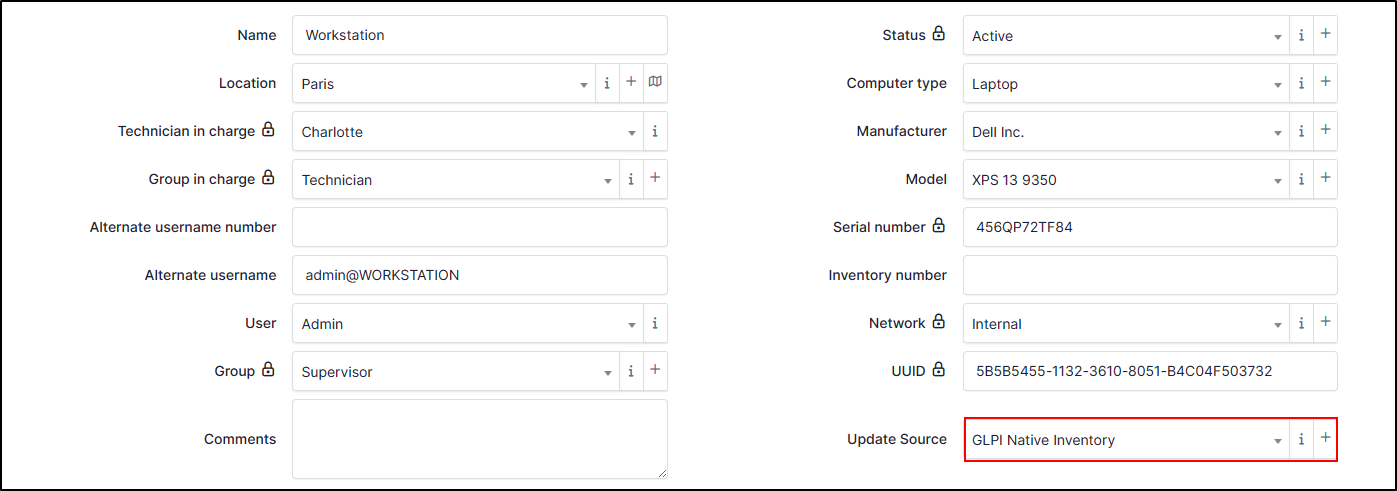 Name Workstation Status Active
Location Paris Computer type Laptop
Technician in charge Charlotte Manufacturer Dell Inc.
Group in charge Technician Model XPS 13 9350
Alternate username number Serial number 456QP72TF84
Alternate username admin@WORKSTATION Inventory number
User Admin Network Internal
Group Supervisor UUID 5B5B5455-1132-3610-8051-B4C04F503732
Comments Update Source GLPI Native Inventory